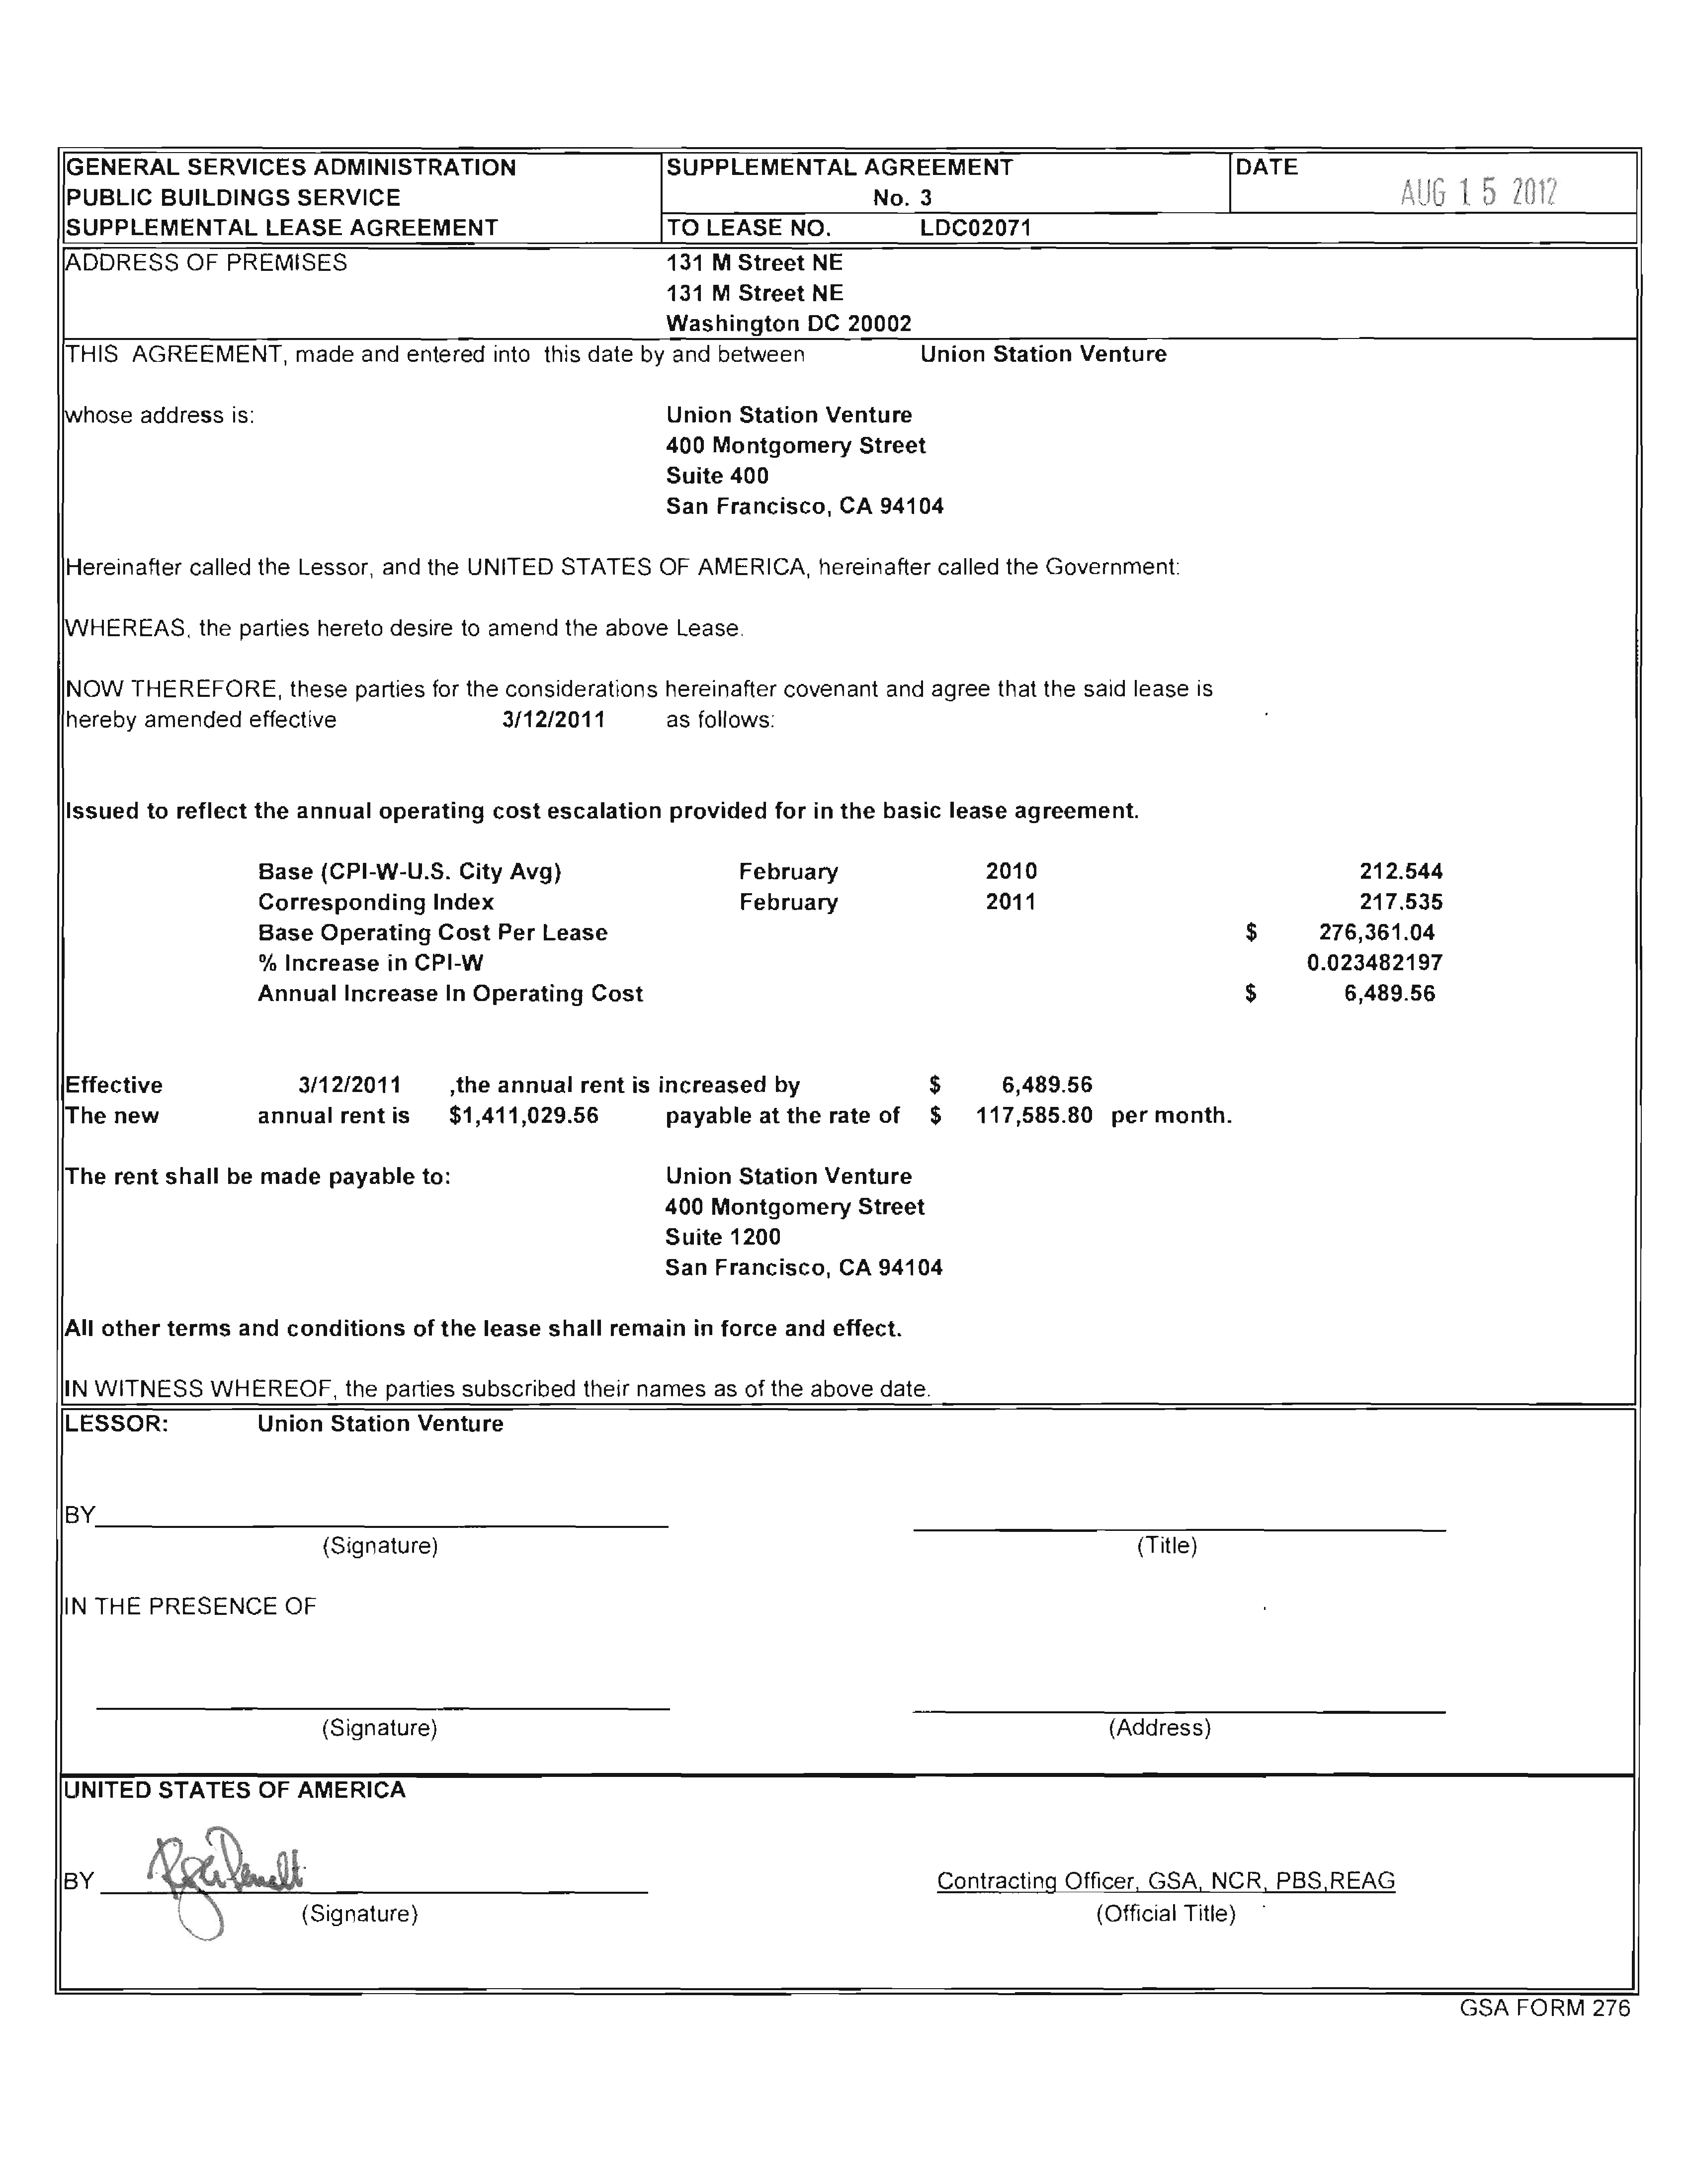 GENERAL SERVICES ADMINISTRATION
PUBLIC BUILDINGS SERVICE
SUPPLEMENTAL LEASE AGREEMENT
SUPPLEMENTAL AGREEMENT
No. 3
TO LEASE NO. LDC02071
DATE
AUG 15 2012
ADDRESS OF PREMISES
131 M Street NE
131 M Street NE
Washington DC 20002
THIS AGREEMENT, made and entered into this date by and between Union Station Venture
whose address is: Union Station Venture
400 Montgomery Street
Suite 400
San Francisco, CA 94104
Hereinafter called the Lessor, and the UNITED STATES OF AMERICA, hereinafter called the Government:
WHEREAS, the parties hereto desire to amend the above Lease.
NOW THEREFORE, these parties for the considerations hereinafter covenant and agree that the said lease is
hereby amended effective 3/12/2011 as follows:
Issued to reflect the annual operating cost escalation provided for in the basic lease agreement.
Base (CPI-W-U.S. City Avg) February 2010 212.544
Corresponding Index February 2011 217.535
Base Operating Cost Per Lease $ 276,361.04
% Increase in CPI-W 0.023482197
Annual Increase In Operating Cost $ 6,489.56
Effective 3/12/2011 ,the annual rent is increased by $ 6,489.56
The new annual rent is $1,411,029.56 payable at the rate of $ 117,585.80 per month.
The rent shall be made payable to: Union Station Venture
400 Montgomery Street
Suite 1200
San Francisco, CA 94104
All other terms and conditions of the lease shall remain in force and effect.
IN WITNESS WHEREOF, the parties subscribed their names as of the above date.
LESSOR: Union Station Venture
BY
(Signature) (Title)
IN THE PRESENCE OF
(Signature) (Address)
UNITED STATES OF AMERICA
BY Contracting Officer, GSA, NCR, PBS,REAG
(Signature) (Official Title)
GSA FORM 276